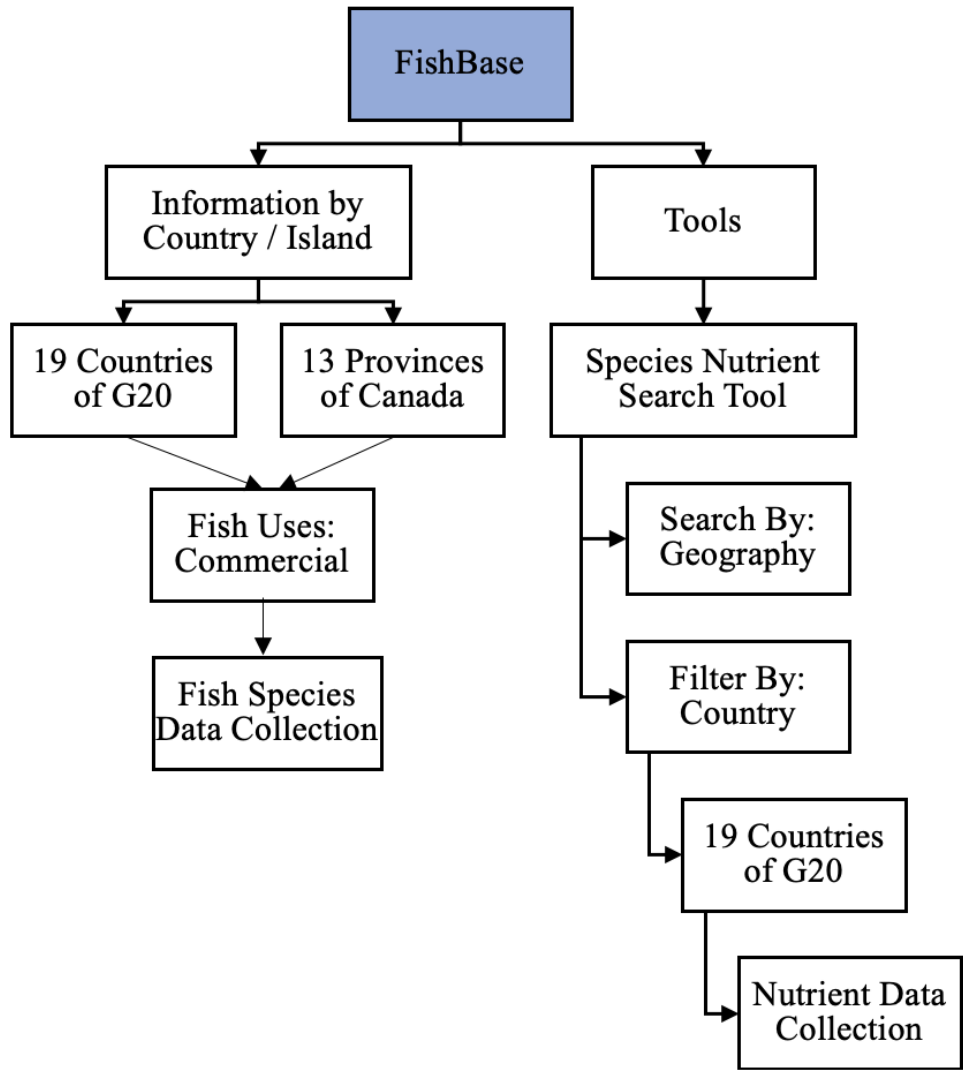 FishBase
Information by
Country / Island
Tools
19 Countries
of G20
13 Provinces
of Canada
Species Nutrient
Search Tool
Fish Uses:
Commercial
Search By:
Geography
Fish Species
Data Collection
Filter By:
Country
19 Countries
of G20
Nutrient Data
Collection